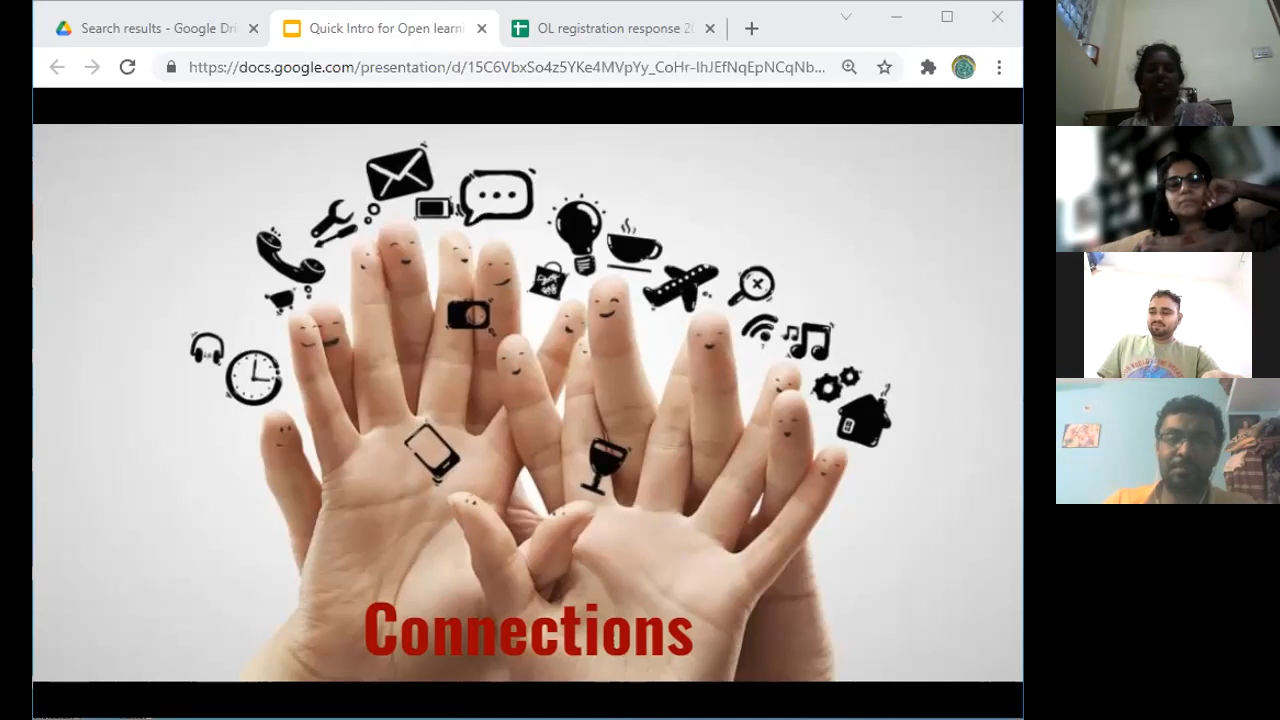 Search results - Google Dri
Quick Intro for Open learni
OL registration response 20
https://docs.google.com/presentation/d/15C6VbxSo4z5YKe4MVpYy_CoHr-IhJEfNqEpNCqNb...
Connections